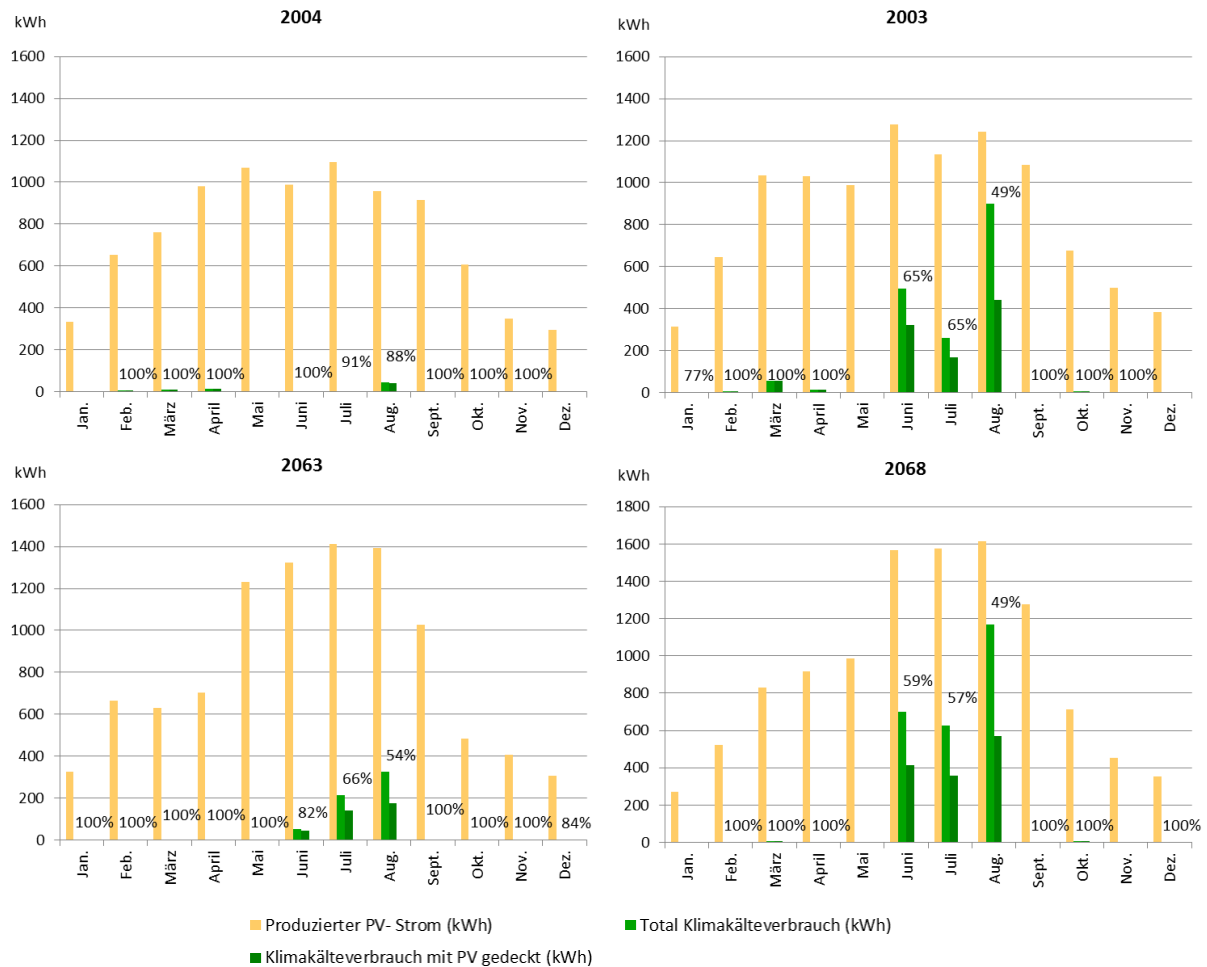 2004
kWh
1600
1400
1200
1000
800
600
400
200
0
100% 100% 100% 100% 91% 88% 100% 100% 100%
Jan. Feb. März April Mai Juni Juli Aug. Sept. Okt. Nov. Dez.
2003
kWh
1600
1400
1200
1000
800
600
400
200
0
77% 100% 100% 100% 65% 65% 49% 100% 100% 100%
Jan. Feb. März April Mai Juni Juli Aug. Sept. Okt. Nov. Dez.
2063
kWh
1600
1400
1200
1000
800
600
400
200
0
100% 100% 100% 100% 100% 82% 66% 54% 100% 100% 100% 84%
Jan. Feb. März April Mai Juni Juli Aug. Sept. Okt. Nov. Dez.
2068
kWh
1800
1600
1400
1200
1000
800
600
400
200
0
100% 100% 100% 59% 57% 49% 100% 100% 100%
Jan. Feb. März April Mai Juni Juli Aug. Sept. Okt. Nov. Dez.
Produzierter PV- Strom (kWh)
Total Klimakälteverbrauch (kWh)
Klimakälteverbrauch mit PV gedeckt (kWh)